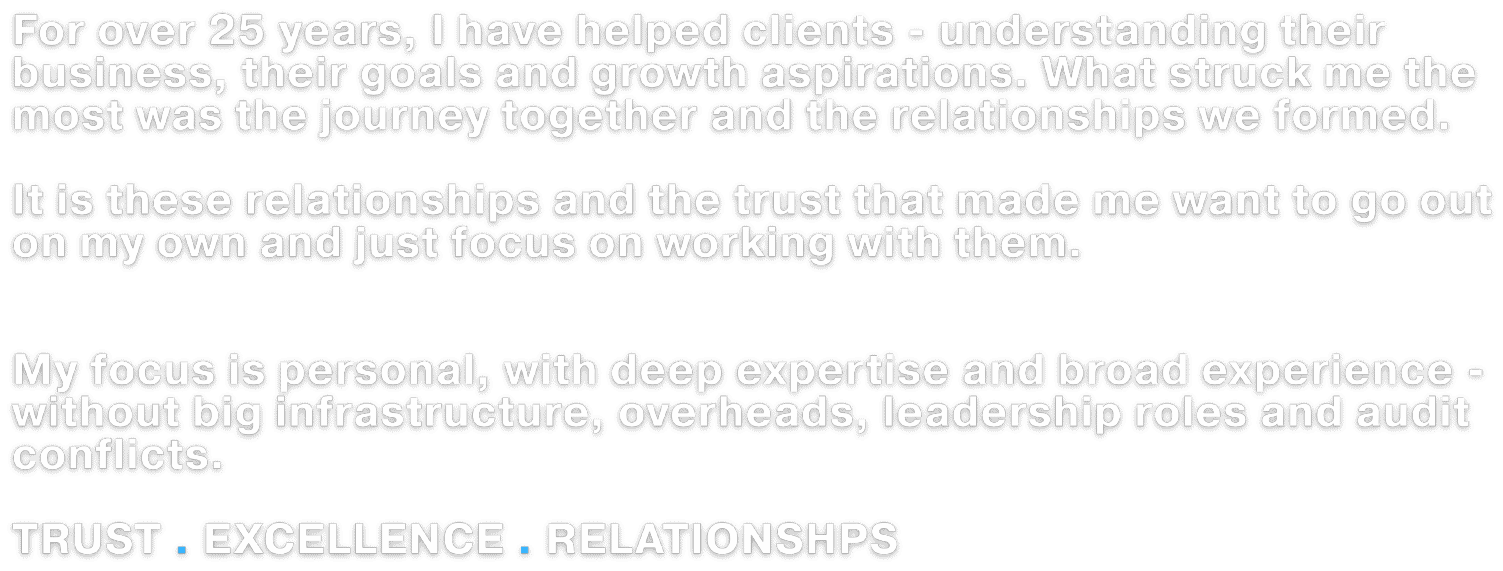 For over 25 years, I have helped clients - understanding their
business, their goals and growth aspirations. What struck me the
most was the journey together and the relationships we formed.
It is these relationships and the trust that made me want to go out
on my own and just focus on working with them.
My focus is personal, with deep expertise and broad experience -
without big infrastructure, overheads, leadership roles and audit
conflicts.
TRUST . EXCELLENCE . RELATIONSHPS